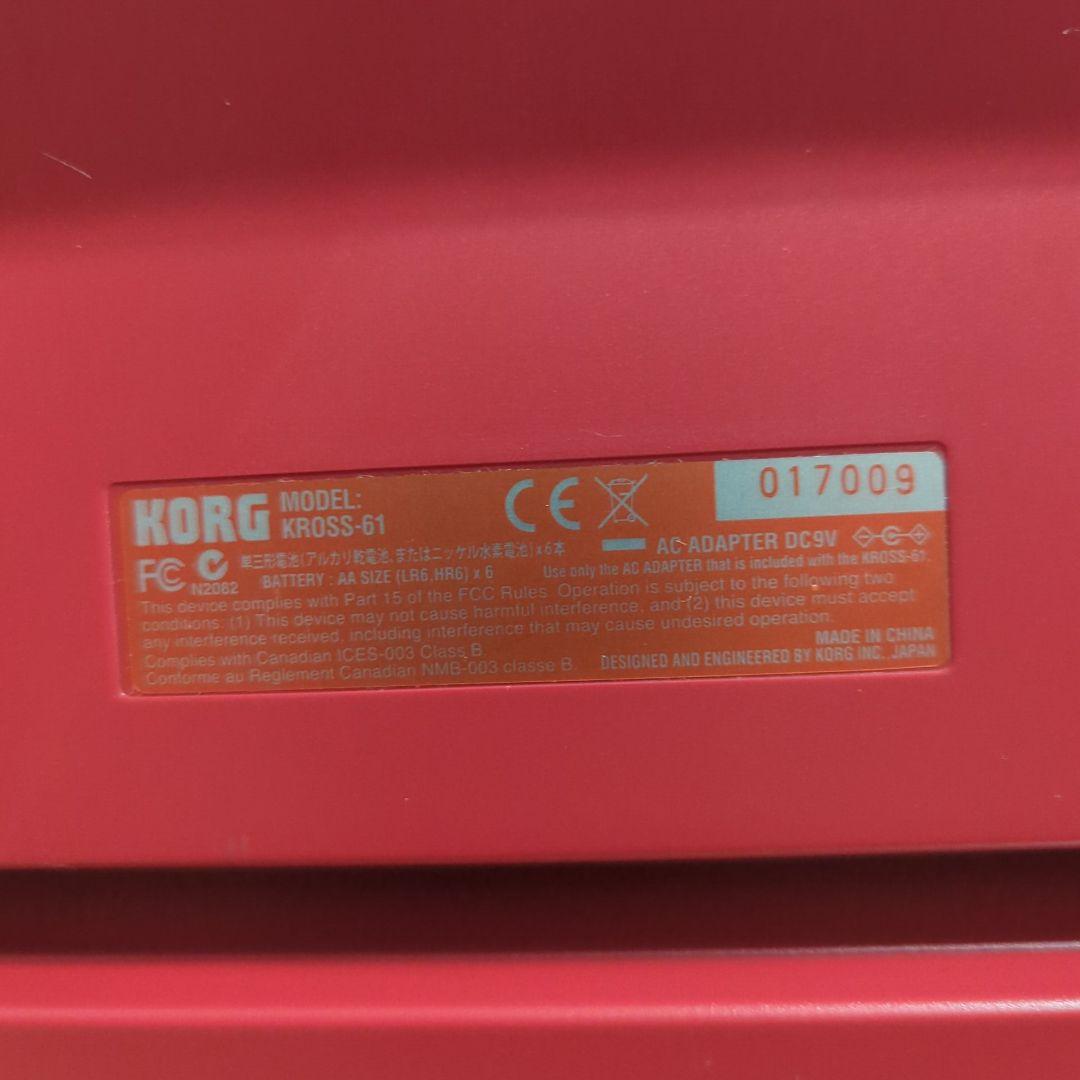 KORG
MODEL:
KROSS-61
CE
017009
FC
N2082
単三形電池(アルカリ乾電池、またはニッケル水素電池)x6本
BATTERY : AA SIZE (LR6,HR6) x 6
AC ADAPTER DC9V
Use only the AC ADAPTER that is included with the KROSS-61.
This device complies with Part 15 of the FCC Rules. Operation is subject to the following two
conditions: (1) This device may not cause harmful interference, and (2) this device must accept
any interference received, including interference that may cause undesired operation.
Complies with Canadian ICES-003 Class B
Conforme au Reglement Canadian NMB-003 classe B.
MADE IN CHINA
DESIGNED AND ENGINEERED BY KORG INC. JAPAN